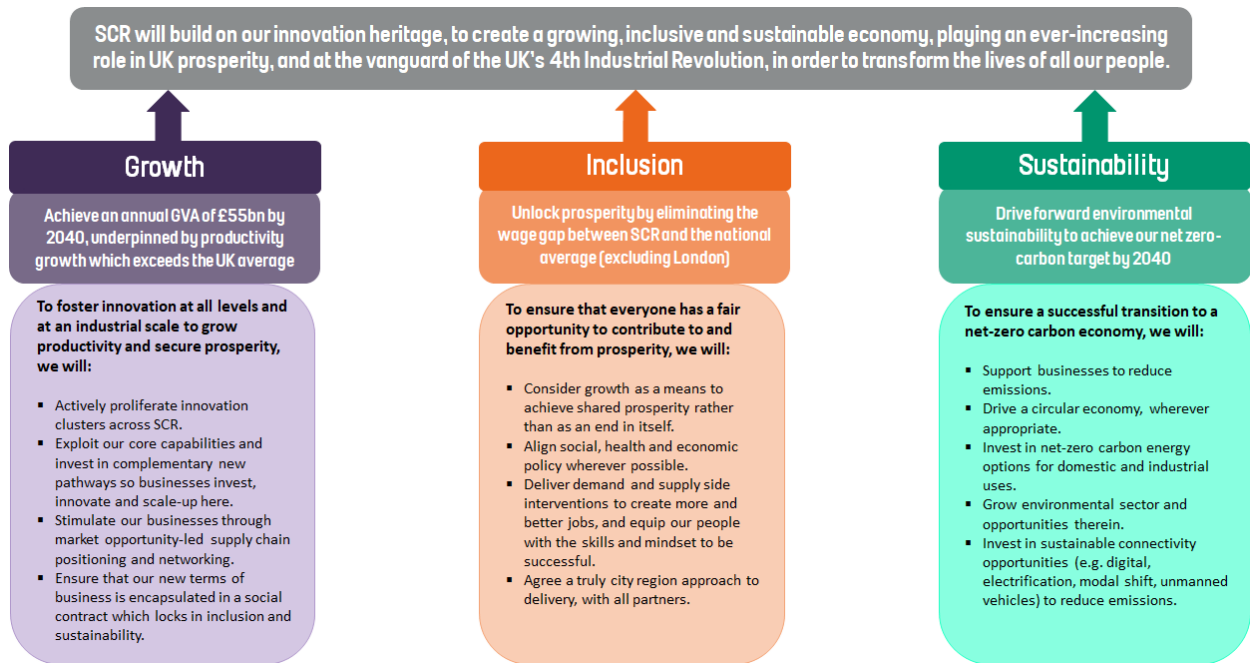 SCR will build on our innovation heritage, to create a growing, inclusive and sustainable economy, playing an ever-increasing
role in UK prosperity, and at the vanguard of the UK's 4th Industrial Revolution, in order to transform the lives of all our people.
Growth
Achieve an annual GVA of £55bn by
2040, underpinned by productivity
growth which exceeds the UK average
To foster innovation at all levels and
at an industrial scale to grow
productivity and secure prosperity,
we will:
▪ Actively proliferate innovation
clusters across SCR.
▪ Exploit our core capabilities and
invest in complementary new
pathways so businesses invest,
innovate and scale-up here.
▪ Stimulate our businesses through
market opportunity-led supply chain
positioning and networking.
▪ Ensure that our new terms of
business is encapsulated in a social
contract which locks in inclusion and
sustainability.
Inclusion
Unlock prosperity by eliminating the
wage gap between SCR and the national
average (excluding London)
To ensure that everyone has a fair
opportunity to contribute to and
benefit from prosperity, we will:
▪ Consider growth as a means to
achieve shared prosperity rather
than as an end in itself.
▪ Align social, health and economic
policy wherever possible.
▪ Deliver demand and supply side
interventions to create more and
better jobs, and equip our people
with the skills and mindset to be
successful.
▪ Agree a truly city region approach to
delivery, with all partners.
Sustainability
Drive forward environmental
sustainability to achieve our net zero-
carbon target by 2040
To ensure a successful transition to a
net-zero carbon economy, we will:
▪ Support businesses to reduce
emissions.
▪ Drive a circular economy, wherever
appropriate.
▪ Invest in net-zero carbon energy
options for domestic and industrial
uses.
▪ Grow environmental sector and
opportunities therein.
▪ Invest in sustainable connectivity
opportunities (e.g. digital,
electrification, modal shift, unmanned
vehicles) to reduce emissions.